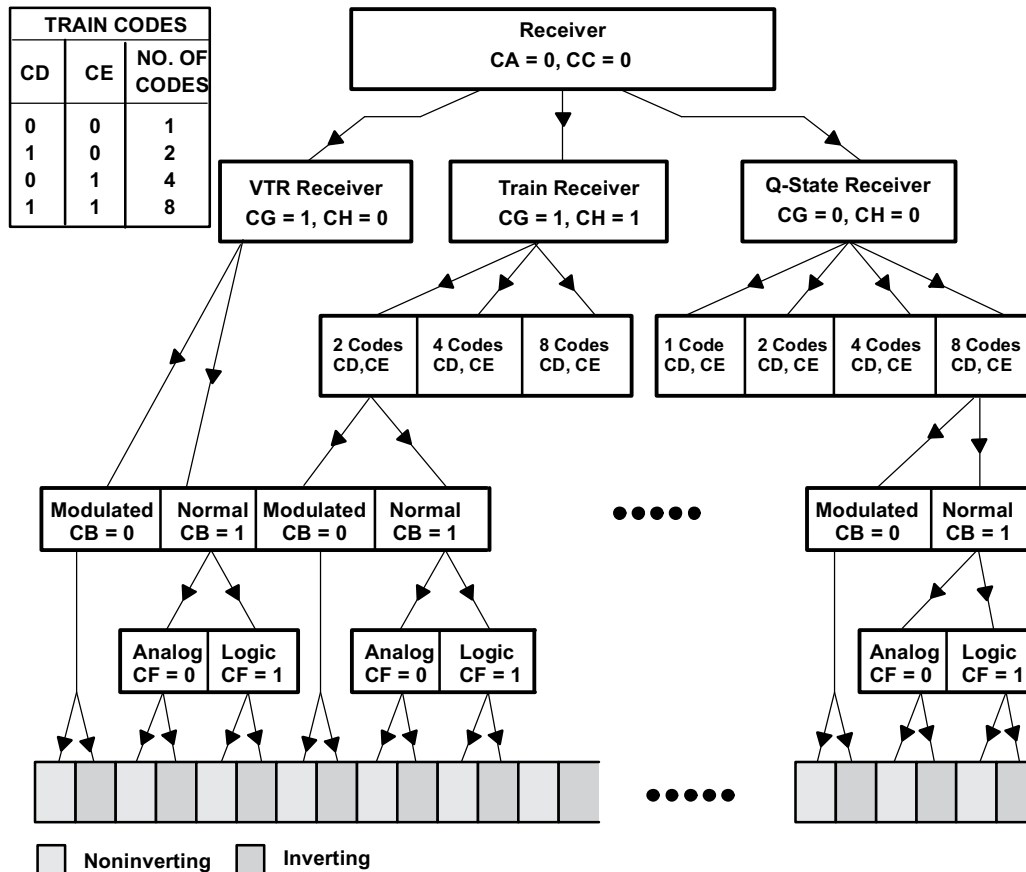 TRAIN CODES
CD CE NO. OF CODES
0 0 1
1 0 2
0 1 4
1 1 8
Receiver
CA = 0, CC = 0
VTR Receiver
CG = 1, CH = 0
Train Receiver
CG = 1, CH = 1
Q-State Receiver
CG = 0, CH = 0
2 Codes
CD,CE
4 Codes
CD, CE
8 Codes
CD, CE
1 Code
CD, CE
2 Codes
CD, CE
4 Codes
CD, CE
8 Codes
CD, CE
Modulated
CB = 0
Normal
CB = 1
Modulated
CB = 0
Normal
CB = 1
Modulated
CB = 0
Normal
CB = 1
Analog
CF = 0
Logic
CF = 1
Analog
CF = 0
Logic
CF = 1
Analog
CF = 0
Logic
CF = 1
Noninverting
Inverting